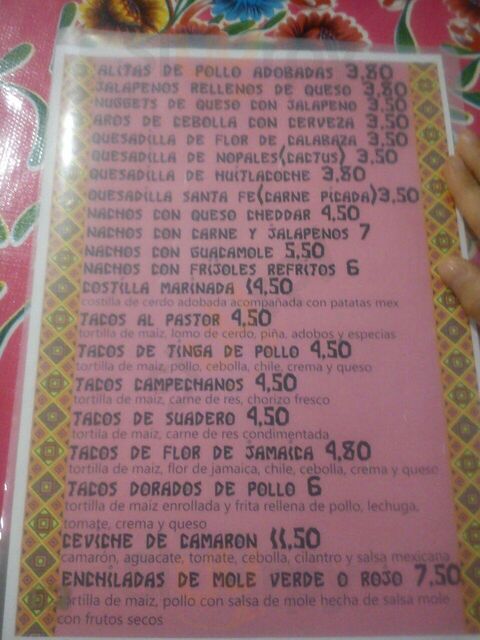 ALITAS DE POLLO ADOBADAS 3,80
JALAPENOS RELLENOS DE QUESO 3,80
NUGGETS DE QUESO CON JALAPENO 3,50
AROS DE CEBOLLA CON CERVEZA 3,50
QUESADILLA DE FLOR DE CALABAZA 3,50
QUESADILLA DE NOPALES(CACTUS) 3,50
QUESADILLA DE HUITLACOCHE 3,80
QUESADILLA SANTA FE(CARNE PICADA)3,50
NACHOS CON QUESO CHEDDAR 4,50
NACHOS CON CARNE Y JALAPENOS 7
NACHOS CON GUACAMOLE 5,50
NACHOS CON FRIJOLES REFRITOS 6
COSTILLA MARINADA 14,50
costilla de cerdo adobada acompañada con patatas mex
TACOS AL PASTOR 4,50
tortilla de maiz, lomo de cerdo, piña, adobos y especias
TACOS DE TINGA DE POLLO 4,50
tortilla de maiz, pollo, cebolla, chile, crema y queso
TACOS CAMPECHANOS 4,50
tortilla de maiz, carne de res, chorizo fresco
TACOS DE SUADERO 4,50
tortilla de maiz, carne de res condimentada
TACOS DE FLOR DE JAMAICA 4,80
tortilla de maiz, flor de jamaica, chile, cebolla, crema y queso
TACOS DORADOS DE POLLO 6
tortilla de maiz enrollada y frita rellena de pollo, lechuga,
tomate, crema y queso
CEVICHE DE CAMARON 11,50
camarón, aguacate, tomate, cebolla, cilantro y salsa mexicana
ENCHILADAS DE MOLE VERDE O ROJO 7,50
tortilla de maiz, pollo con salsa de mole hecha de salsa mole
con frutos secos